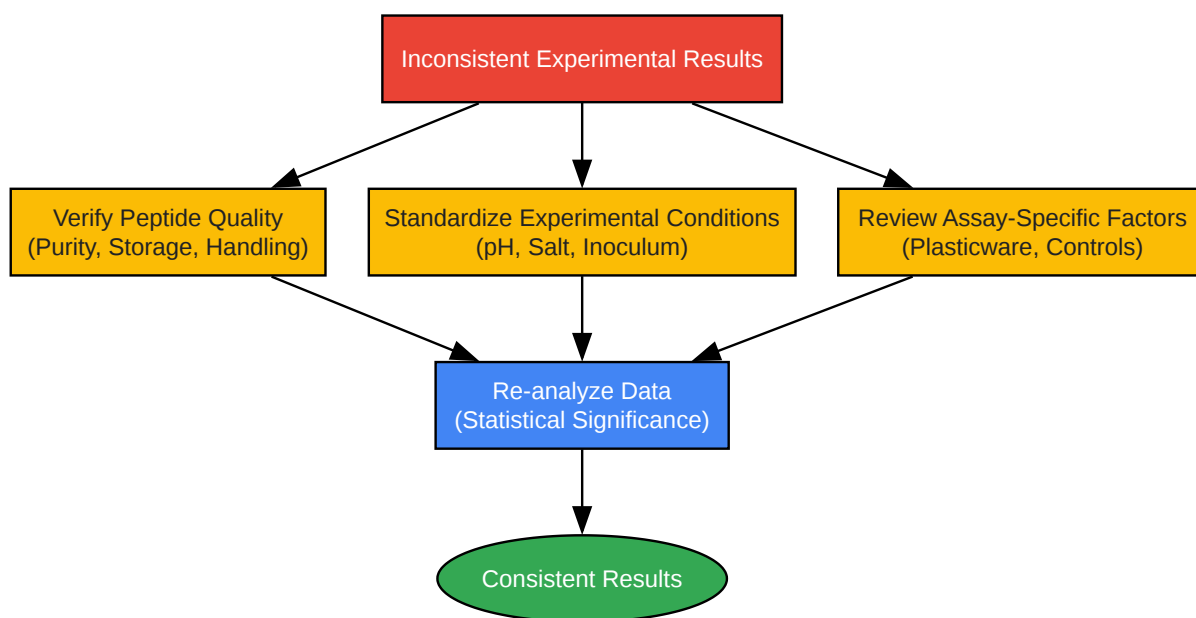 Inconsistent Experimental Results
Verify Peptide Quality
(Purity, Storage, Handling)
Standardize Experimental Conditions
(pH, Salt, Inoculum)
Review Assay-Specific Factors
(Plasticware, Controls)
Re-analyze Data
(Statistical Significance)
Consistent Results